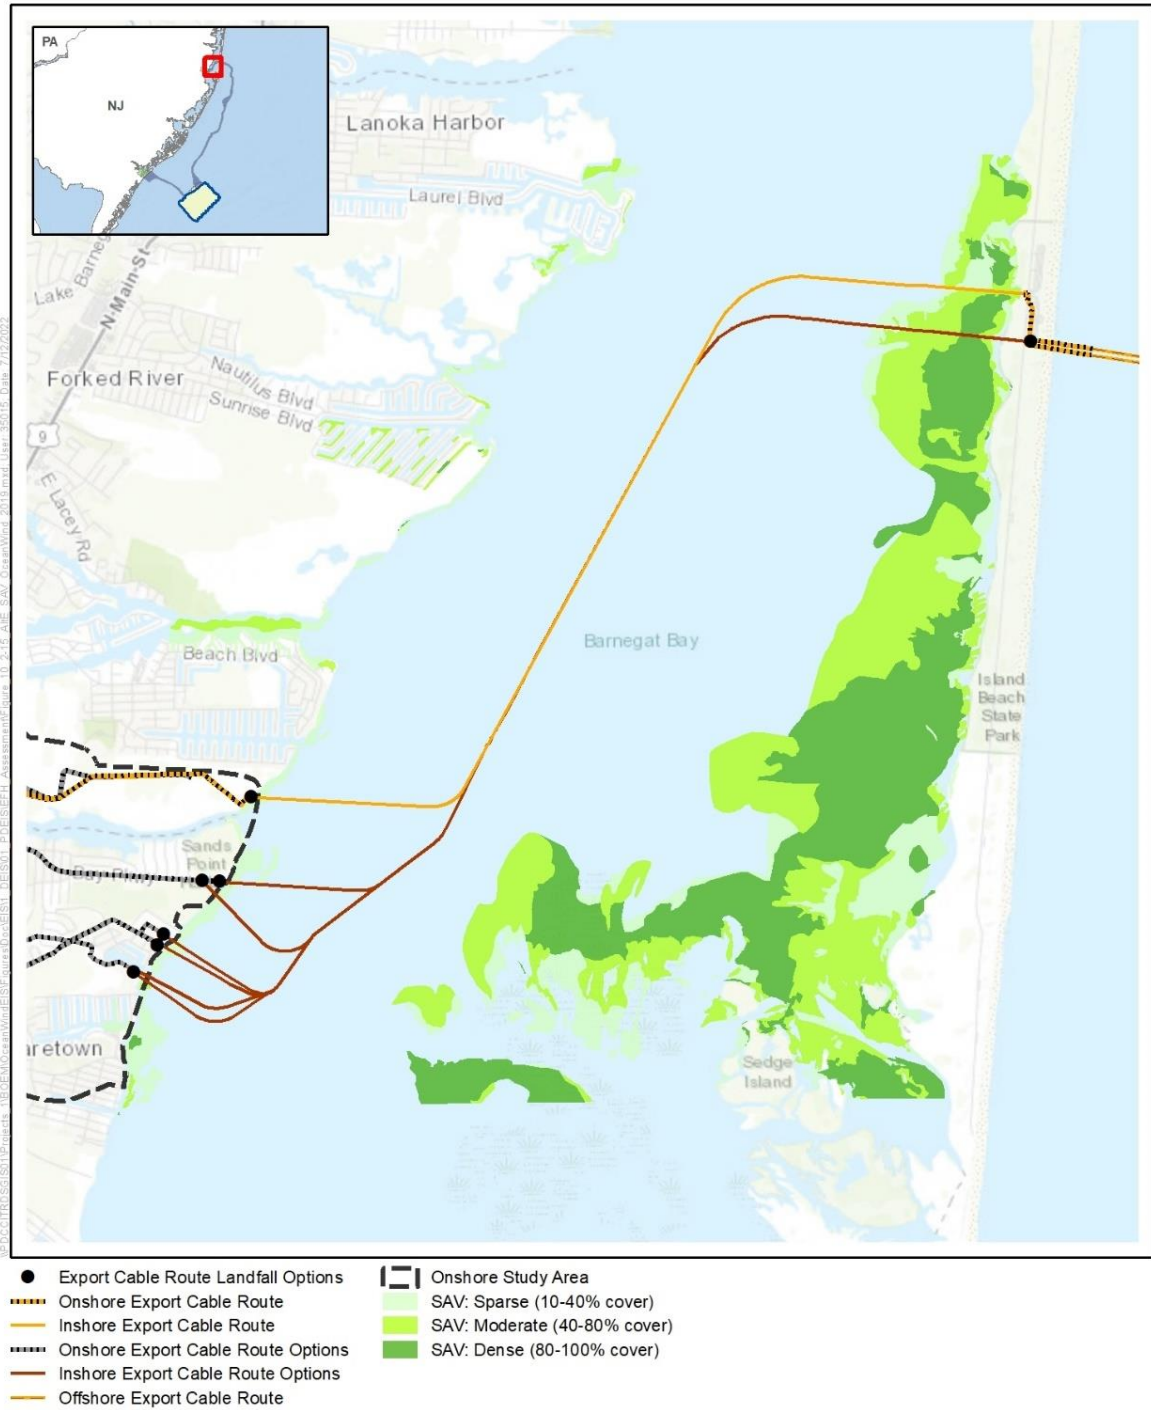 PA
NJ
Lanoka Harbor
Laurel Blvd
Lake Barneg
N-Main-St
Forked River
Nautilus Blvd
Sunrise Blvd
9
E Lacey Rd
Barnegat Bay
Beach Blvd
Island
Beach
State
Park
Sands
Point
Bay Pkwy
aretown
Sedge
Island
Export Cable Route Landfall Options
Onshore Export Cable Route
Inshore Export Cable Route
Onshore Export Cable Route Options
Inshore Export Cable Route Options
Offshore Export Cable Route
Onshore Study Area
SAV: Sparse (10-40% cover)
SAV: Moderate (40-80% cover)
SAV: Dense (80-100% cover)